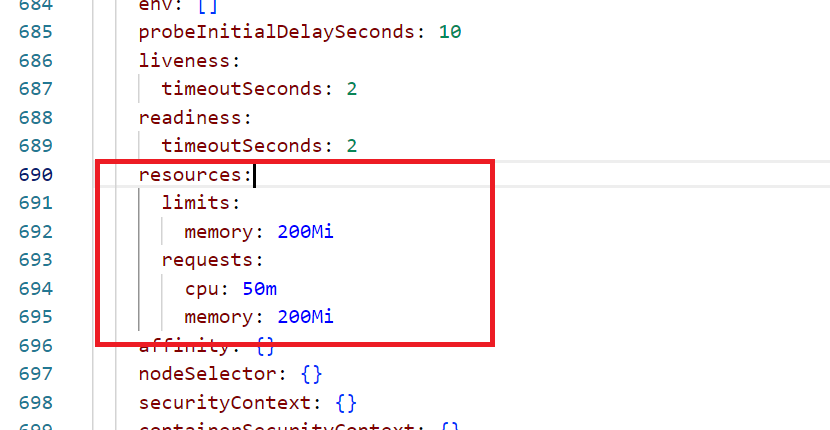 684 env: []
685 probeInitialDelaySeconds: 10
686 liveness:
687 timeoutSeconds: 2
688 readiness:
689 timeoutSeconds: 2
690 resources:
691 limits:
692 memory: 200Mi
693 requests:
694 cpu: 50m
695 memory: 200Mi
696 affinity: {}
697 nodeSelector: {}
698 securityContext: {}
699 containerSecurityContext: {}